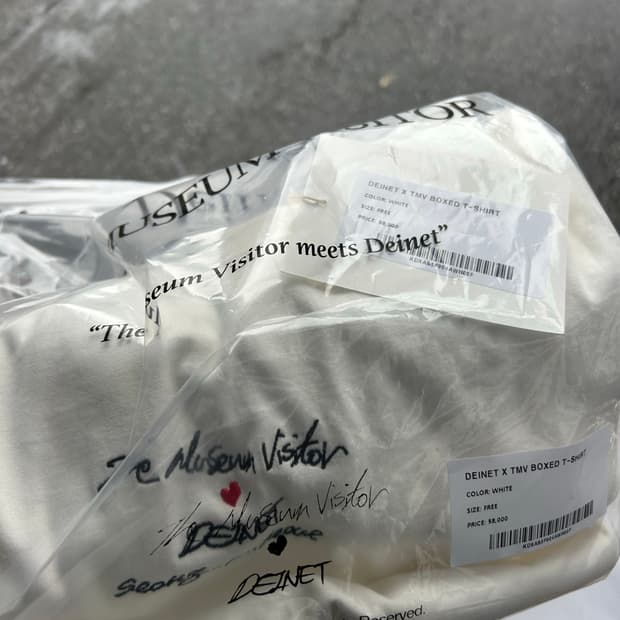 MUSEUM VISITOR
DEINET X TMV BOXED T-SHIRT
COLOR: WHITE
SIZE: FREE
PRICE: 58,000
seum Visitor meets Deinet”
“The
The Museum Visitor
The Museum Visitor
DEINET
DEINET
DEINET X TMV BOXED T-SHIRT
COLOR: WHITE
SIZE: FREE
PRICE: 58,000
Reserved.